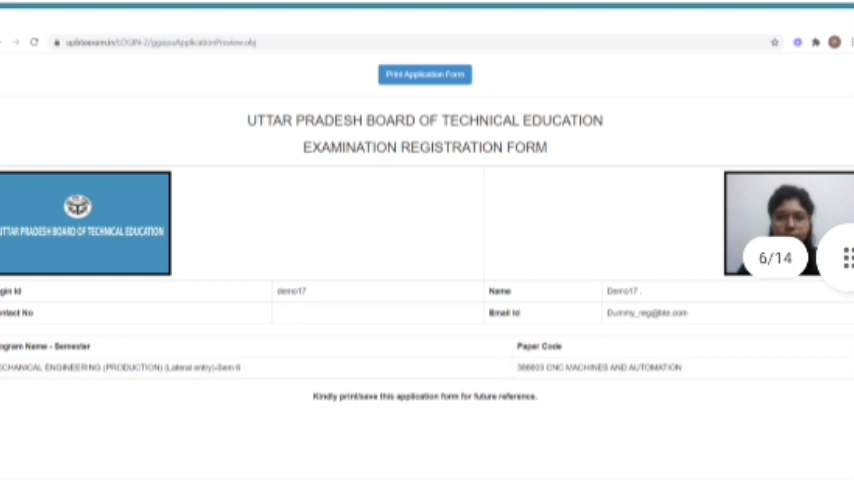 Print Application Form
UTTAR PRADESH BOARD OF TECHNICAL EDUCATION
EXAMINATION REGISTRATION FORM
UTTAR PRADESH BOARD OF TECHNICAL EDUCATION
6/14
gin Id demo17 Name Demo17 .
ntact No Email Id Dummy_reg@bte.com
ogram Name - Semester Paper Code
ECHANICAL ENGINEERING (PRODUCTION) (Lateral entry)-Sem 6 CNC MACHINES AND AUTOMATION
Kindly print/save this application form for future reference.